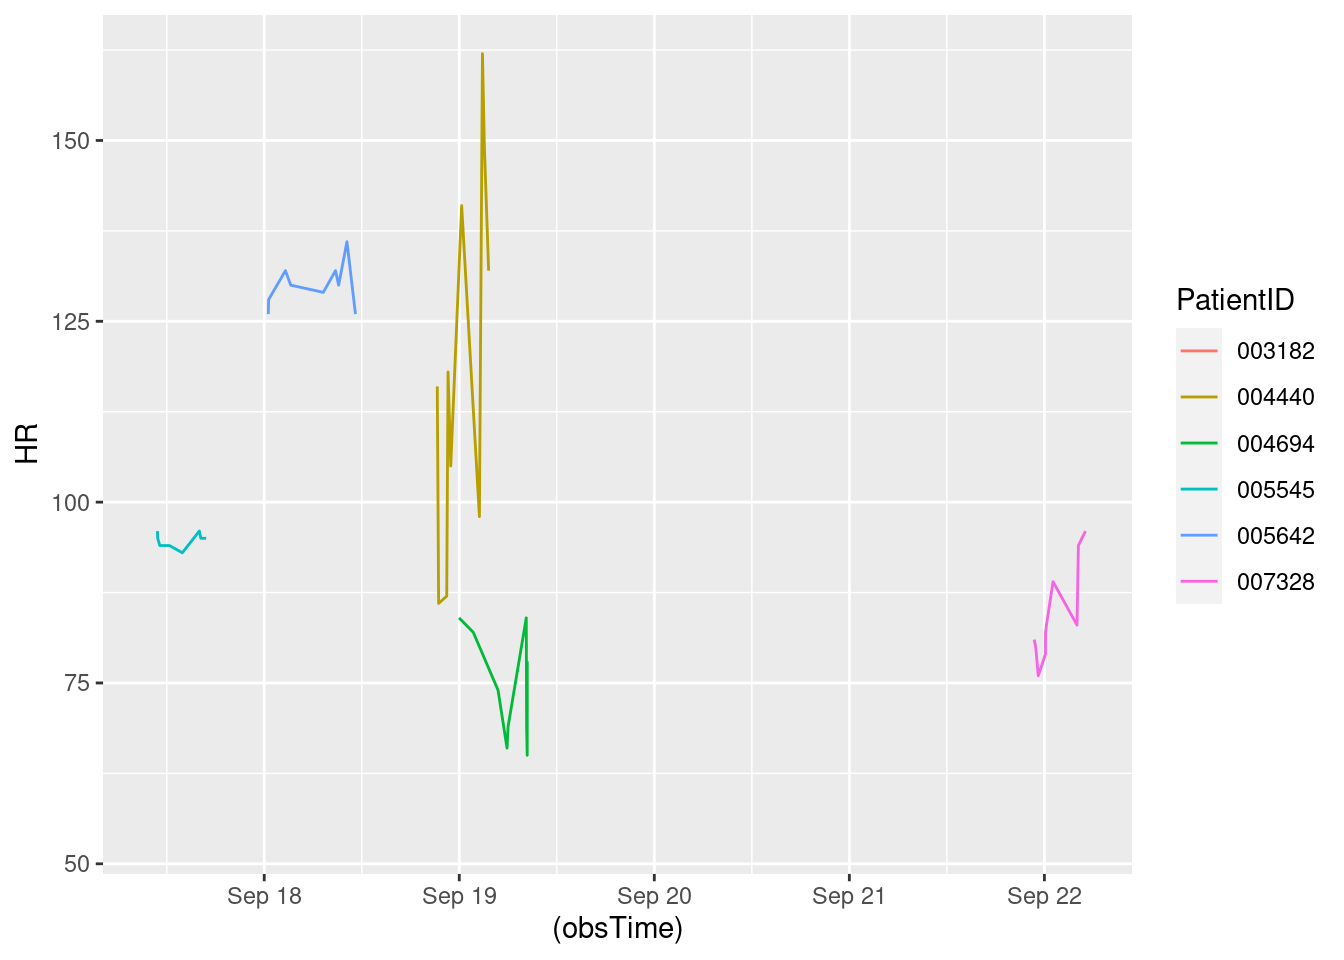 150
125
100
75
50
HR
Sep 18
Sep 19
Sep 20
Sep 21
Sep 22
(obsTime)
PatientID
003182
004440
004694
005545
005642
007328